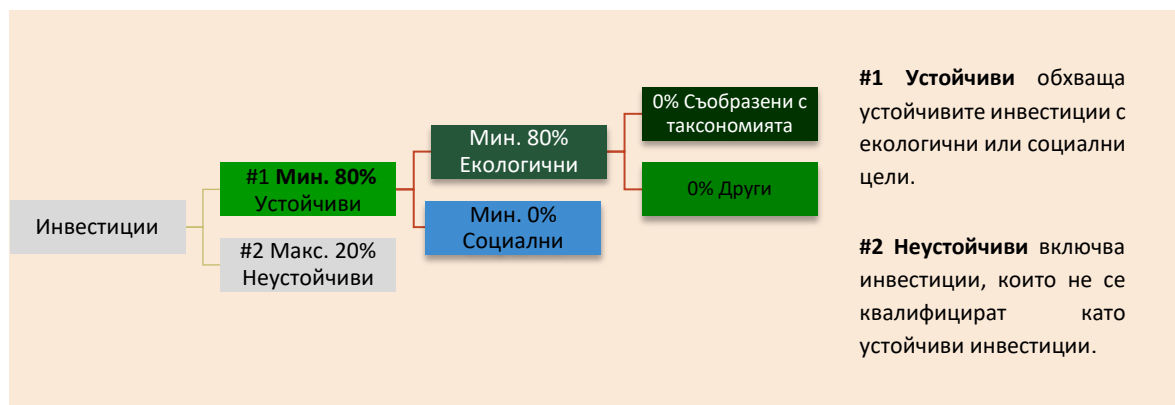 Инвестиции
#1 Мин. 80%
Устойчиви
#2 Макс. 20%
Неустойчиви
Мин. 80%
Екологични
Мин. 0%
Социални
0% Съобразени с
таксономията
0% Други
#1 Устойчиви обхваща
устойчивите инвестиции с
екологични или социални
цели.
#2 Неустойчиви включва
инвестиции, които не се
квалифицират като
устойчиви инвестиции.